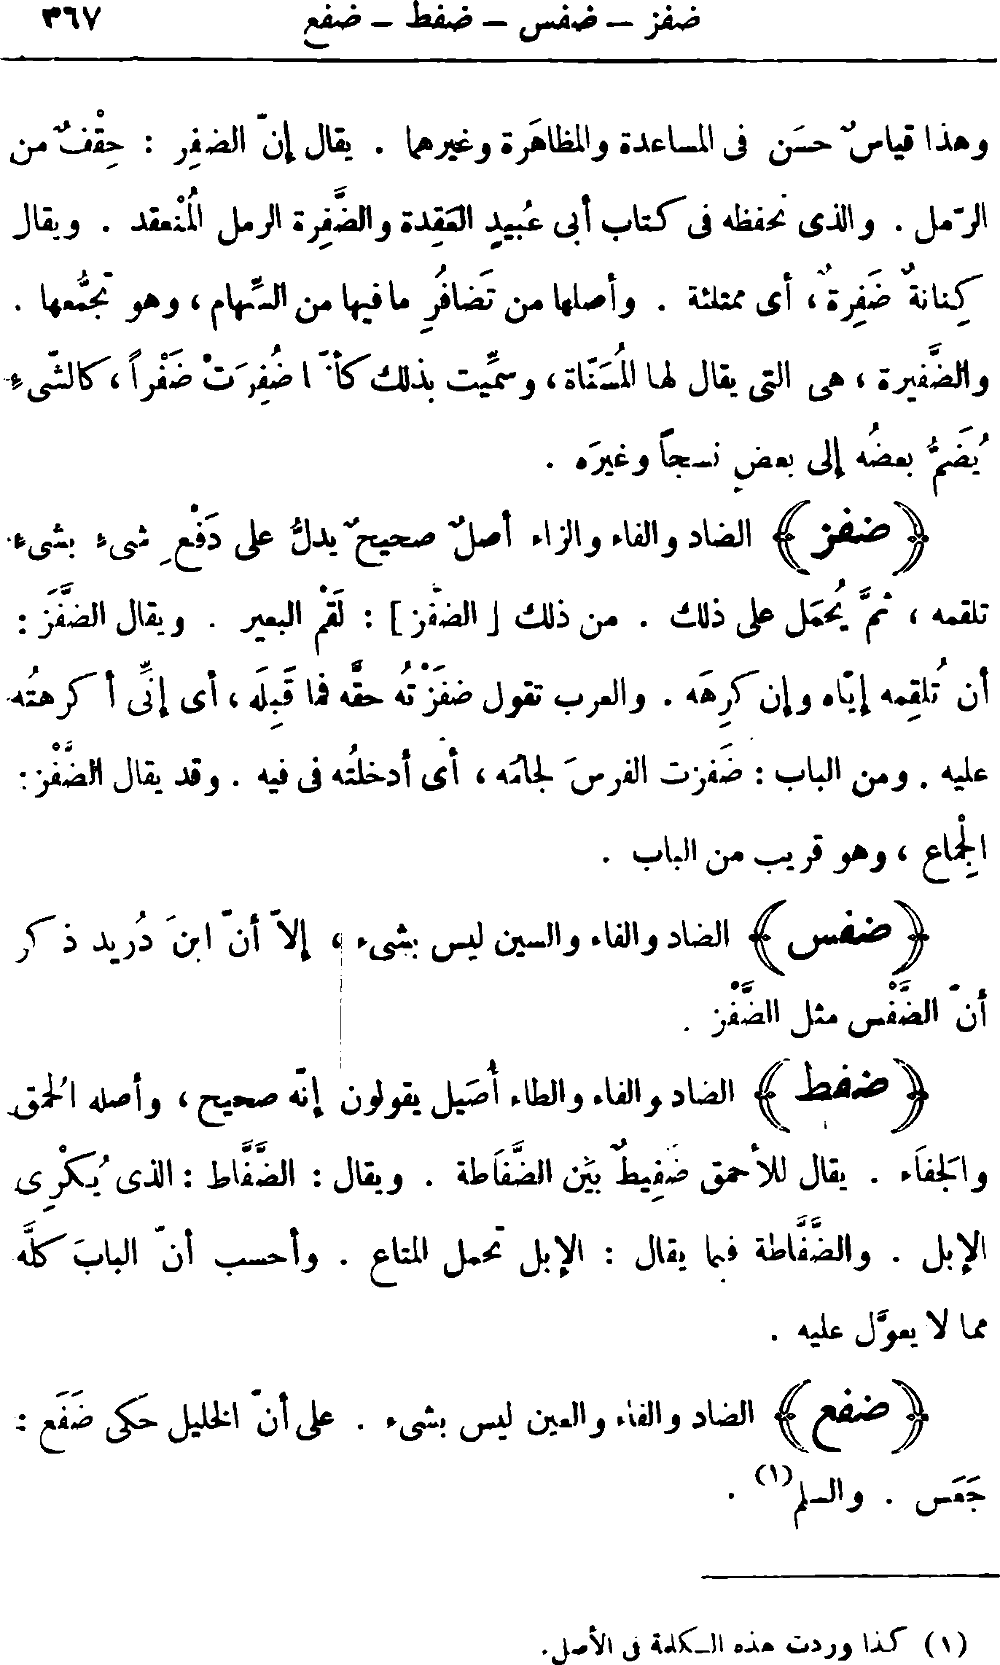 ضفز — ضفس — ضفط — ضفع ٣٦٧
وهذا قياسٌ حسَن فى المساعدة والمظاهَرة وغيرهما . يقال إنّ الضفِر : حِقْفٌ من
الرّمل . والذى نحفظه فى كتاب أبى عُبيدٍ العَقِدة والضَّفِرة الرمل المُنْعقد . ويقال
كِنانةٌ ضَفِرةٌ ، أى ممتلئة . وأصلها من تَضافُرِ ما فيها من السِّهام ، وهو تجمُّعها .
والضَّفيرة ، هى التى يقال لها المُسَنّاة ، وسمِّيت بذلك كأنّها ضُفِرَتْ ضَفْراً ، كالشّىءِ
يُضَمُّ بعضُه إلى بعضٍ نسجاً وغيرَه .
﴿ ضفز ﴾ الضاد والفاء والزاء أصلٌ صحيحٌ يدلُّ على دَفْعِ شىءٍ بشىءٍ
تلقمه ، ثمَّ يُحمَل على ذلك . من ذلك [ الضفْز ] : لَقْم البعير . ويقال الضَّفَز :
أن تُلقِمه إيّاه وإن كرِهَه . والعرب تقول ضفَزْتُه حقَّه فما قَبِلَه ، أى إنِّى أكرهتُه
عليه . ومن الباب : ضَفزت الفرسَ لجامَه ، أى أدخلتُه فى فيه . وقد يقال الضَّفْز :
الْجِماع ، وهو قريب من الباب .
﴿ ضفس ﴾ الضاد والفاء والسين ليس بشىء ، إلاّ أنّ ابنَ دُريد ذكر
أنّ الضَّفْس مثل الضَّفْز .
﴿ ضفط ﴾ الضاد والفاء والطاء أُصَيل يقولون إنّه صحيح ، وأصله الحُمق
والجَفاَء . يقال للأحمق ضَفِيطٌ بيِّن الضَّفَاطة . ويقال : الضَّفَّاط : الذى يُكْرِى
الإبل . والضَّفَّاطة فيما يقال : الإبل تحمل المتاع . وأحسب أنّ البابَ كلَّه
مما لا يعوَّل عليه .
﴿ ضفع ﴾ الضاد والفاء والعين ليس بشىء . على أنّ الخليل حكى ضَفَع :
جَعَس . والسلم(١) .
(١) كذا وردت هذه الكلمة فى الأصل.